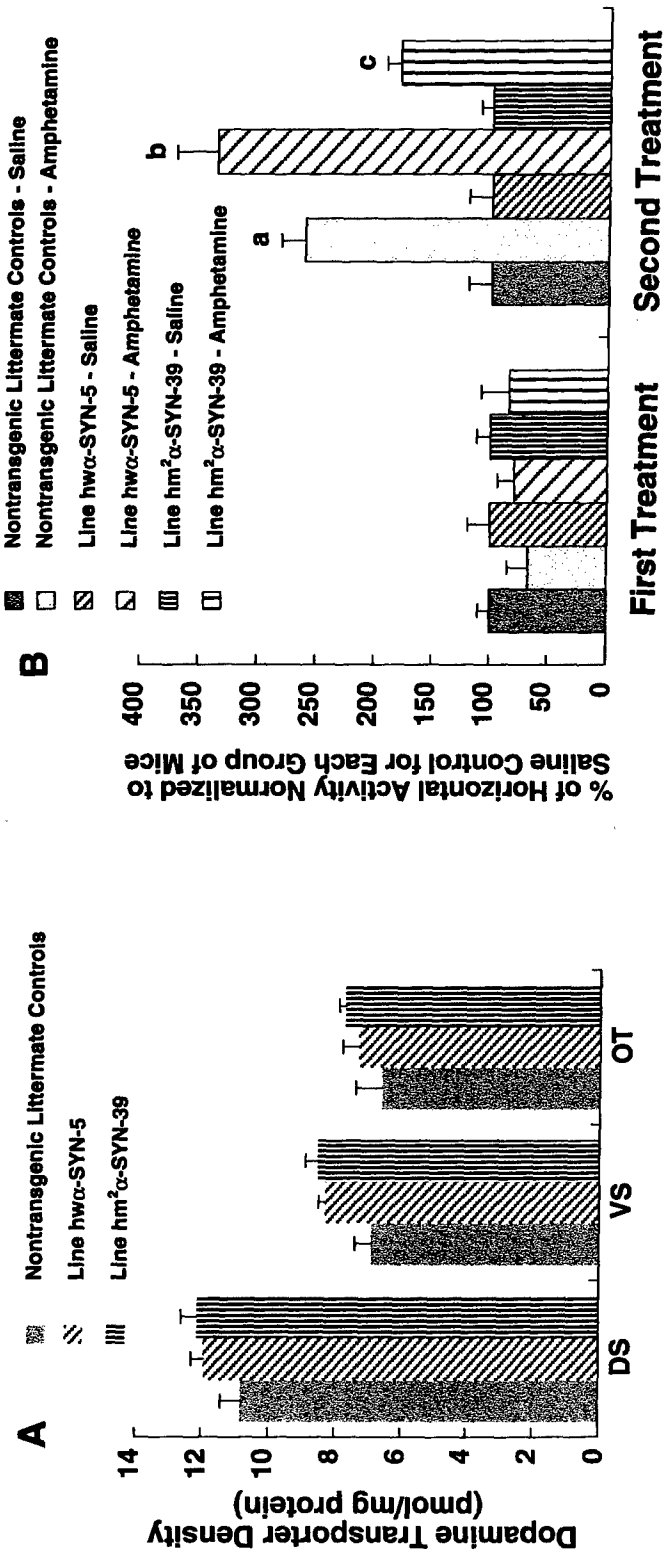 A
Nontransgenic Littermate Controls
Line hwα-SYN-5
Line hm²α-SYN-39
Dopamine Transporter Density
(pmol/mg protein)
14
12
10
8
6
4
2
0
DS
VS
OT
B
Nontransgenic Littermate Controls - Saline
Nontransgenic Littermate Controls - Amphetamine
Line hwα-SYN-5 - Saline
Line hwα-SYN-5 - Amphetamine
Line hm²α-SYN-39 - Saline
Line hm²α-SYN-39 - Amphetamine
% of Horizontal Activity Normalized to
Saline Control for Each Group of Mice
400
350
300
250
200
150
100
50
0
a
b
c
First Treatment
Second Treatment